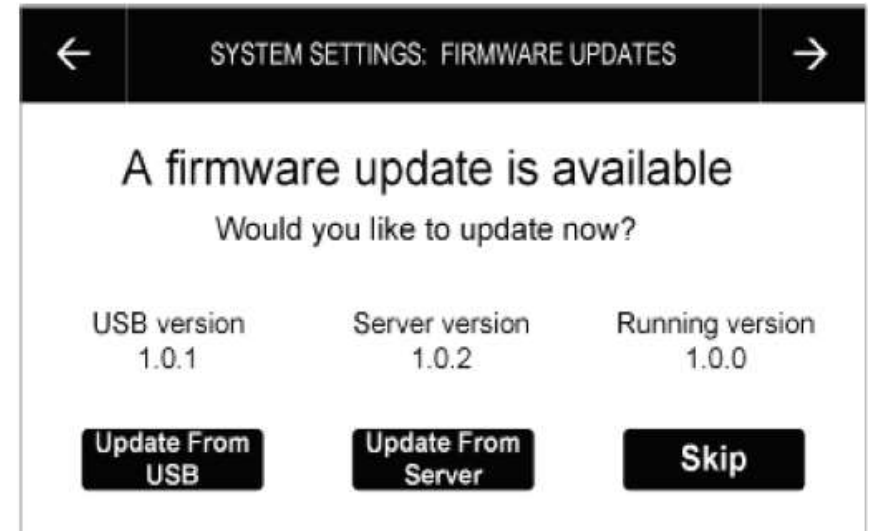 SYSTEM SETTINGS: FIRMWARE UPDATES
A firmware update is available
Would you like to update now?
USB version
1.0.1
Server version
1.0.2
Running version
1.0.0
Update From
USB
Update From
Server
Skip